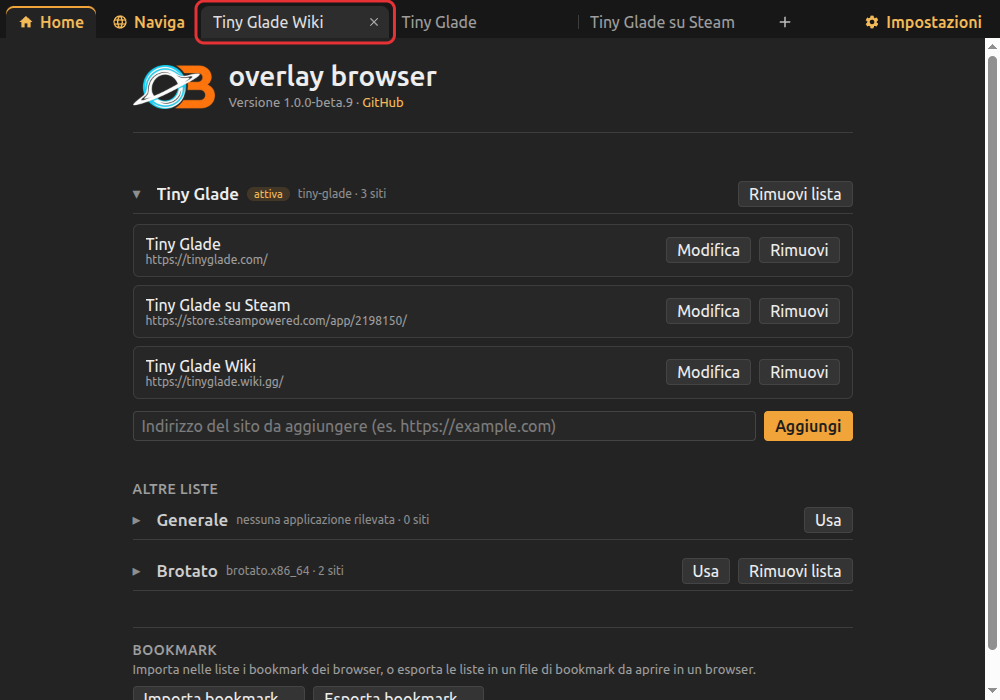 Home
Naviga
Tiny Glade Wiki ×
Tiny Glade
Tiny Glade su Steam
+
Impostazioni
overlay browser
Versione 1.0.0-beta.9 · GitHub
▼ Tiny Glade attiva tiny-glade · 3 siti
Rimuovi lista
Tiny Glade
https://tinyglade.com/
Modifica
Rimuovi
Tiny Glade su Steam
https://store.steampowered.com/app/2198150/
Modifica
Rimuovi
Tiny Glade Wiki
https://tinyglade.wiki.gg/
Modifica
Rimuovi
Indirizzo del sito da aggiungere (es. https://example.com)
Aggiungi
ALTRE LISTE
▶ Generale nessuna applicazione rilevata · 0 siti
Usa
▶ Brotato brotato.x86_64 · 2 siti
Usa
Rimuovi lista
BOOKMARK
Importa nelle liste i bookmark dei browser, o esporta le liste in un file di bookmark da aprire in un browser.
Importa bookmark
Esporta bookmark